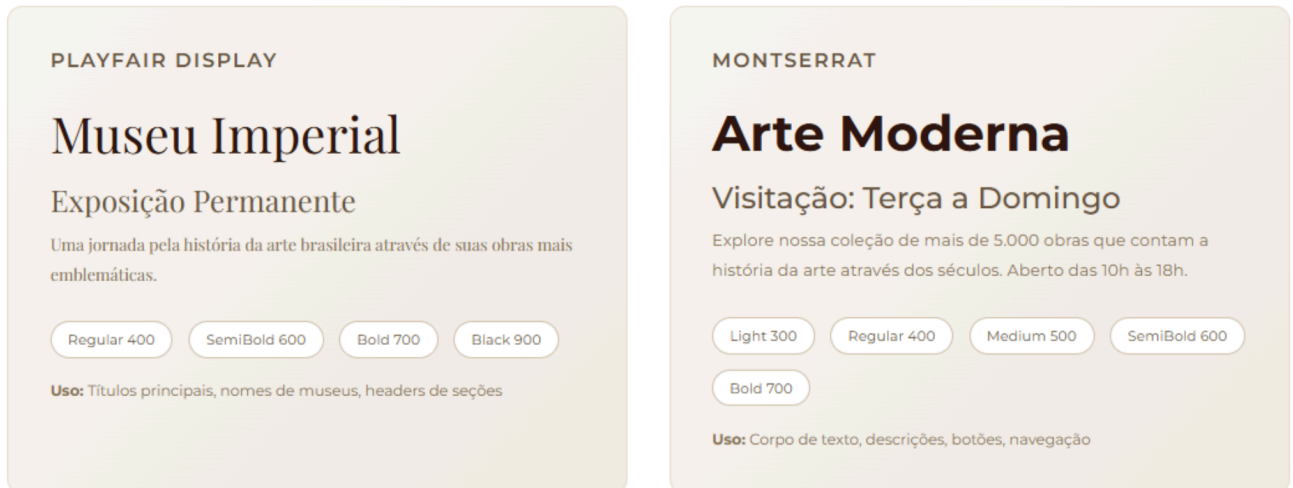 PLAYFAIR DISPLAY
Museu Imperial
Exposição Permanente
Uma jornada pela história da arte brasileira através de suas obras mais
emblemáticas.
Regular 400 SemiBold 600 Bold 700 Black 900
Uso: Títulos principais, nomes de museus, headers de seções
MONTSERRAT
Arte Moderna
Visitação: Terça a Domingo
Explore nossa coleção de mais de 5.000 obras que contam a
história da arte através dos séculos. Aberto das 10h às 18h.
Light 300 Regular 400 Medium 500 SemiBold 600
Bold 700
Uso: Corpo de texto, descrições, botões, navegação